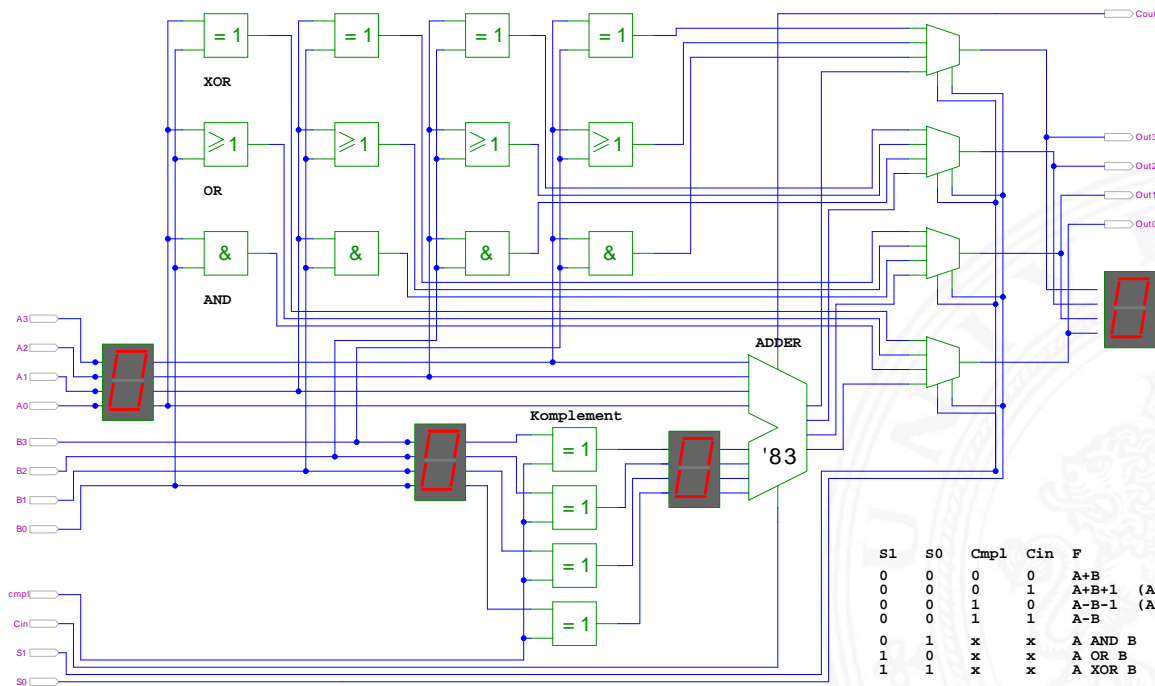 = 1 = 1 = 1 = 1
Cout
XOR
≥1 ≥1 ≥1 ≥1
Out3
Out2
OR
Out1
Out0
& & & &
AND
A3
A2
A1
A0
ADDER
Komplement
B3
B2
B1
B0
= 1
= 1
= 1
= 1
'83
cmpl
Cin
S1
S0
S1 S0 Cmpl Cin F
0 0 0 0 A+B
0 0 0 1 A+B+1 (A
0 0 1 0 A-B-1 (A
0 0 1 1 A-B
0 1 x x A AND B
1 0 x x A OR B
1 1 x x A XOR B